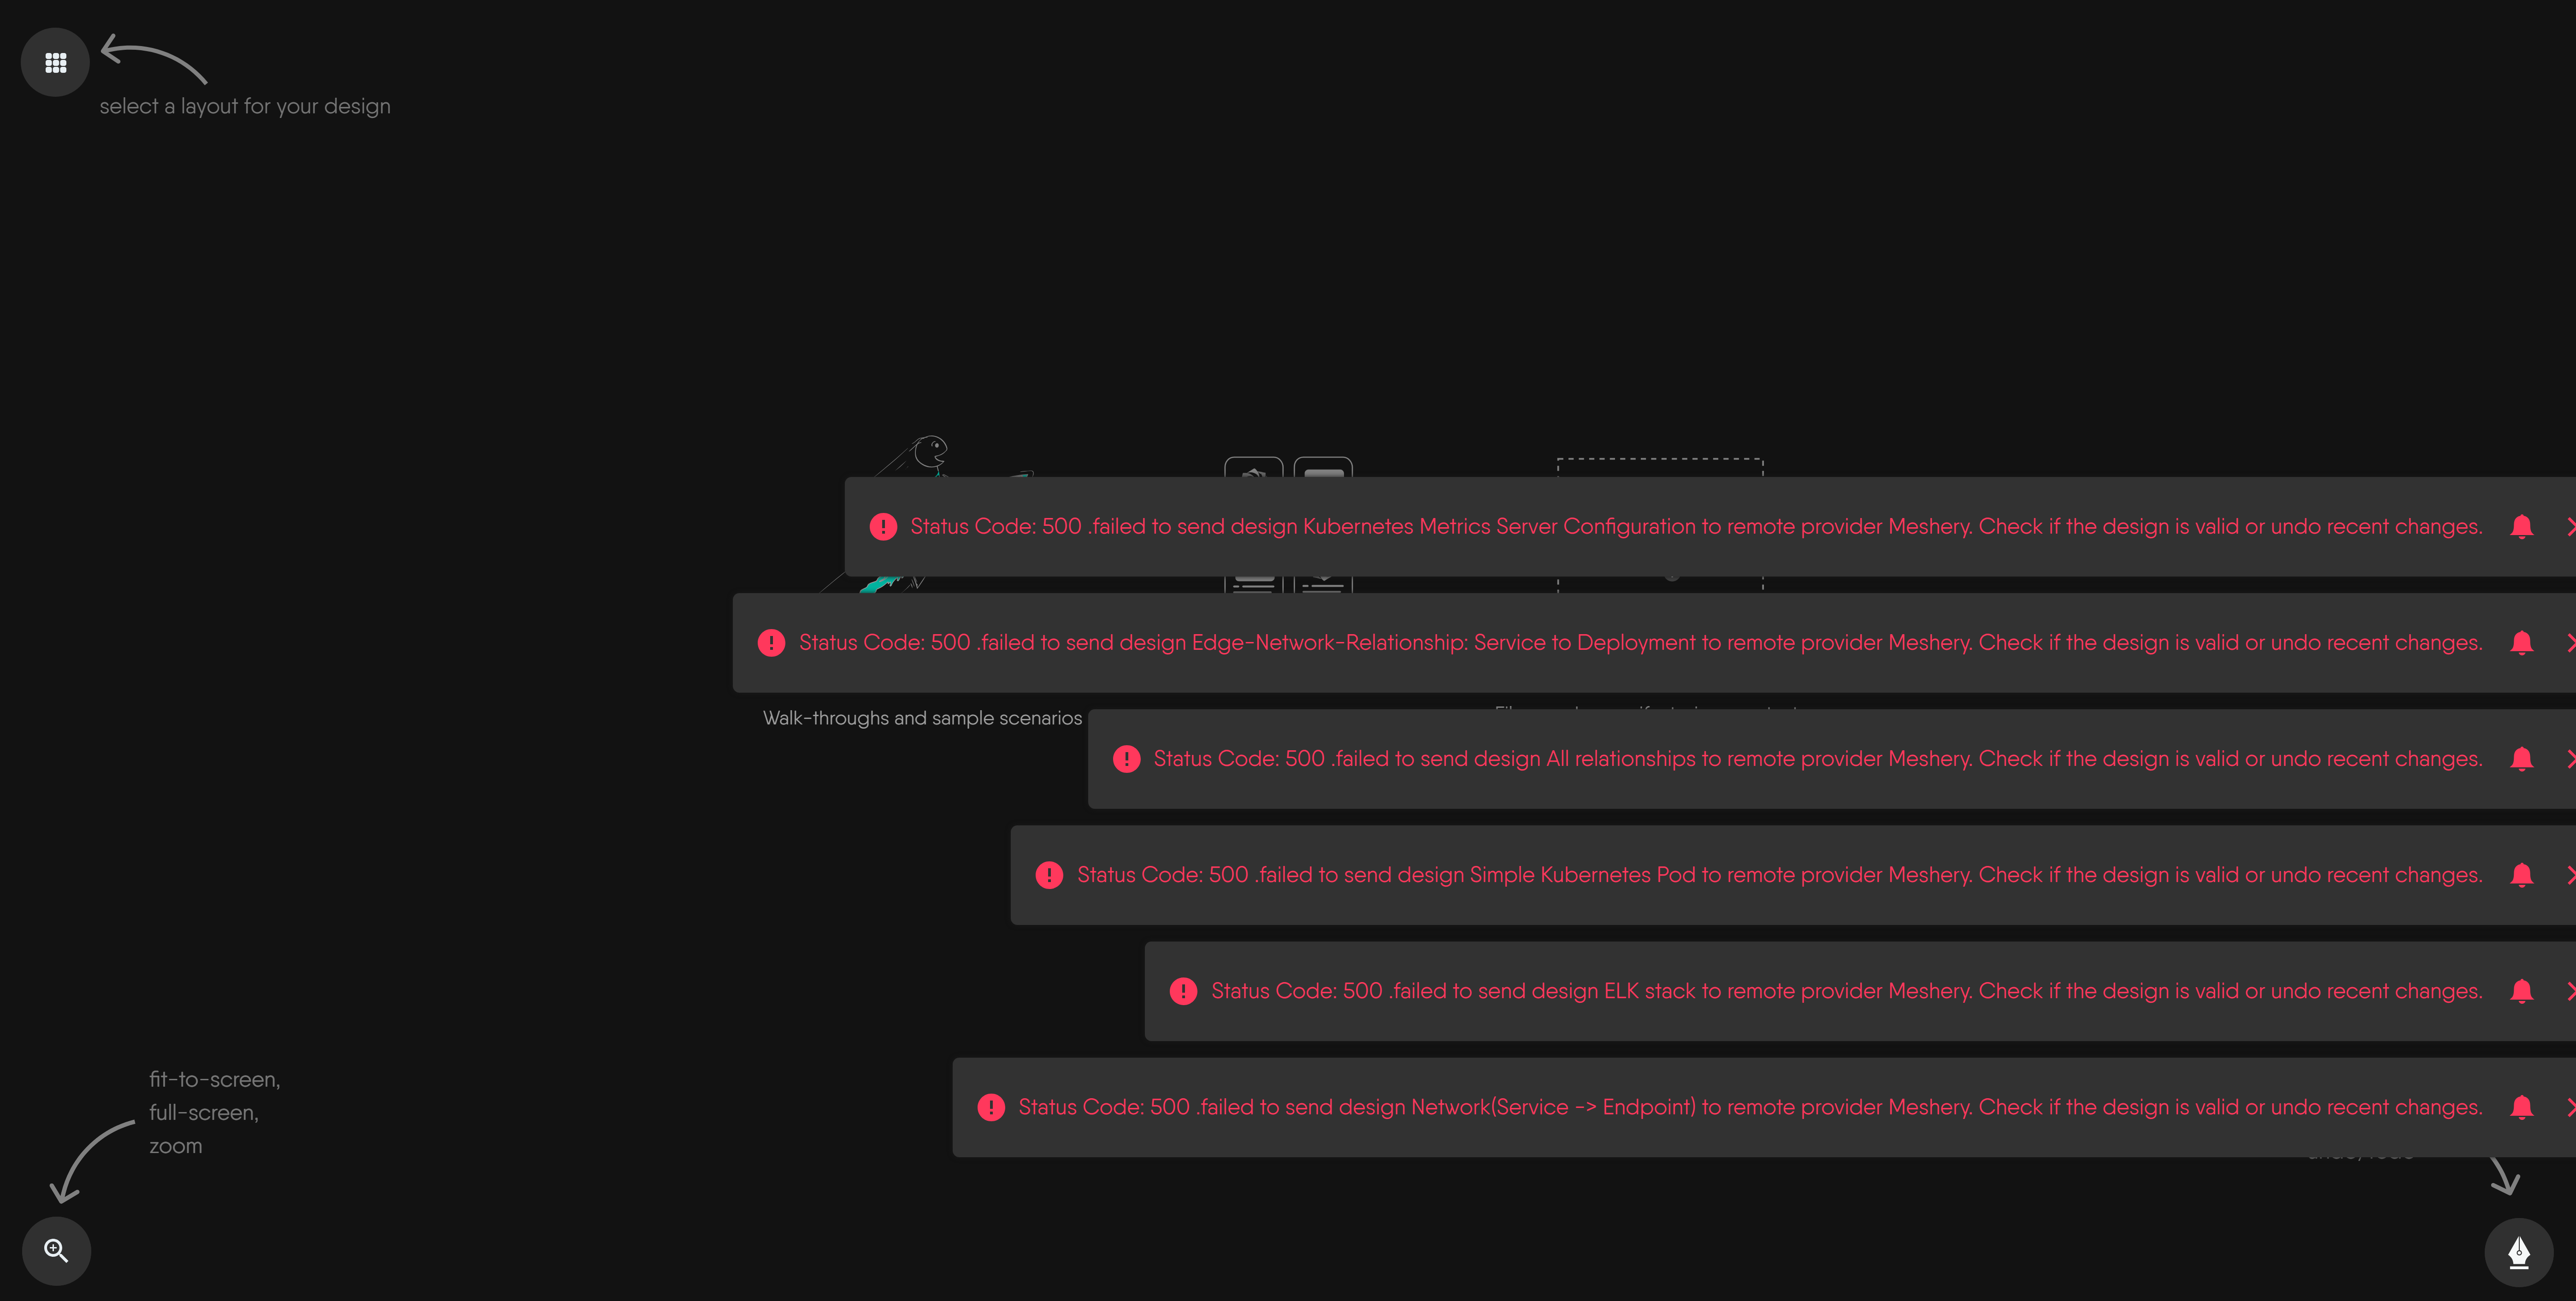 select a layout for your design
Status Code: 500 .failed to send design Kubernetes Metrics Server Configuration to remote provider Meshery. Check if the design is valid or undo recent changes.
Status Code: 500 .failed to send design Edge-Network-Relationship: Service to Deployment to remote provider Meshery. Check if the design is valid or undo recent changes.
Walk-throughs and sample scenarios
Status Code: 500 .failed to send design All relationships to remote provider Meshery. Check if the design is valid or undo recent changes.
Status Code: 500 .failed to send design Simple Kubernetes Pod to remote provider Meshery. Check if the design is valid or undo recent changes.
Status Code: 500 .failed to send design ELK stack to remote provider Meshery. Check if the design is valid or undo recent changes.
Status Code: 500 .failed to send design Network(Service -> Endpoint) to remote provider Meshery. Check if the design is valid or undo recent changes.
fit-to-screen,
full-screen,
zoom